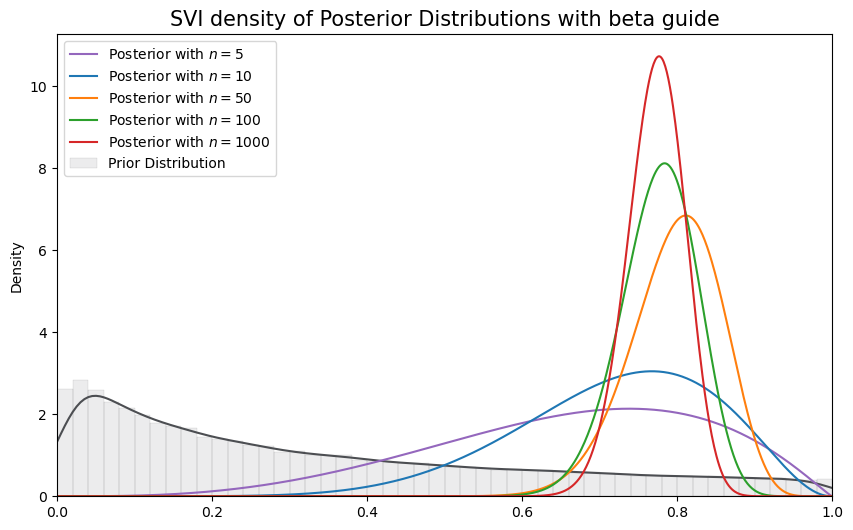 SVI density of Posterior Distributions with beta guide
Posterior with n = 5
Posterior with n = 10
Posterior with n = 50
Posterior with n = 100
Posterior with n = 1000
Prior Distribution
Density
10
8
6
4
2
0
0.0 0.2 0.4 0.6 0.8 1.0